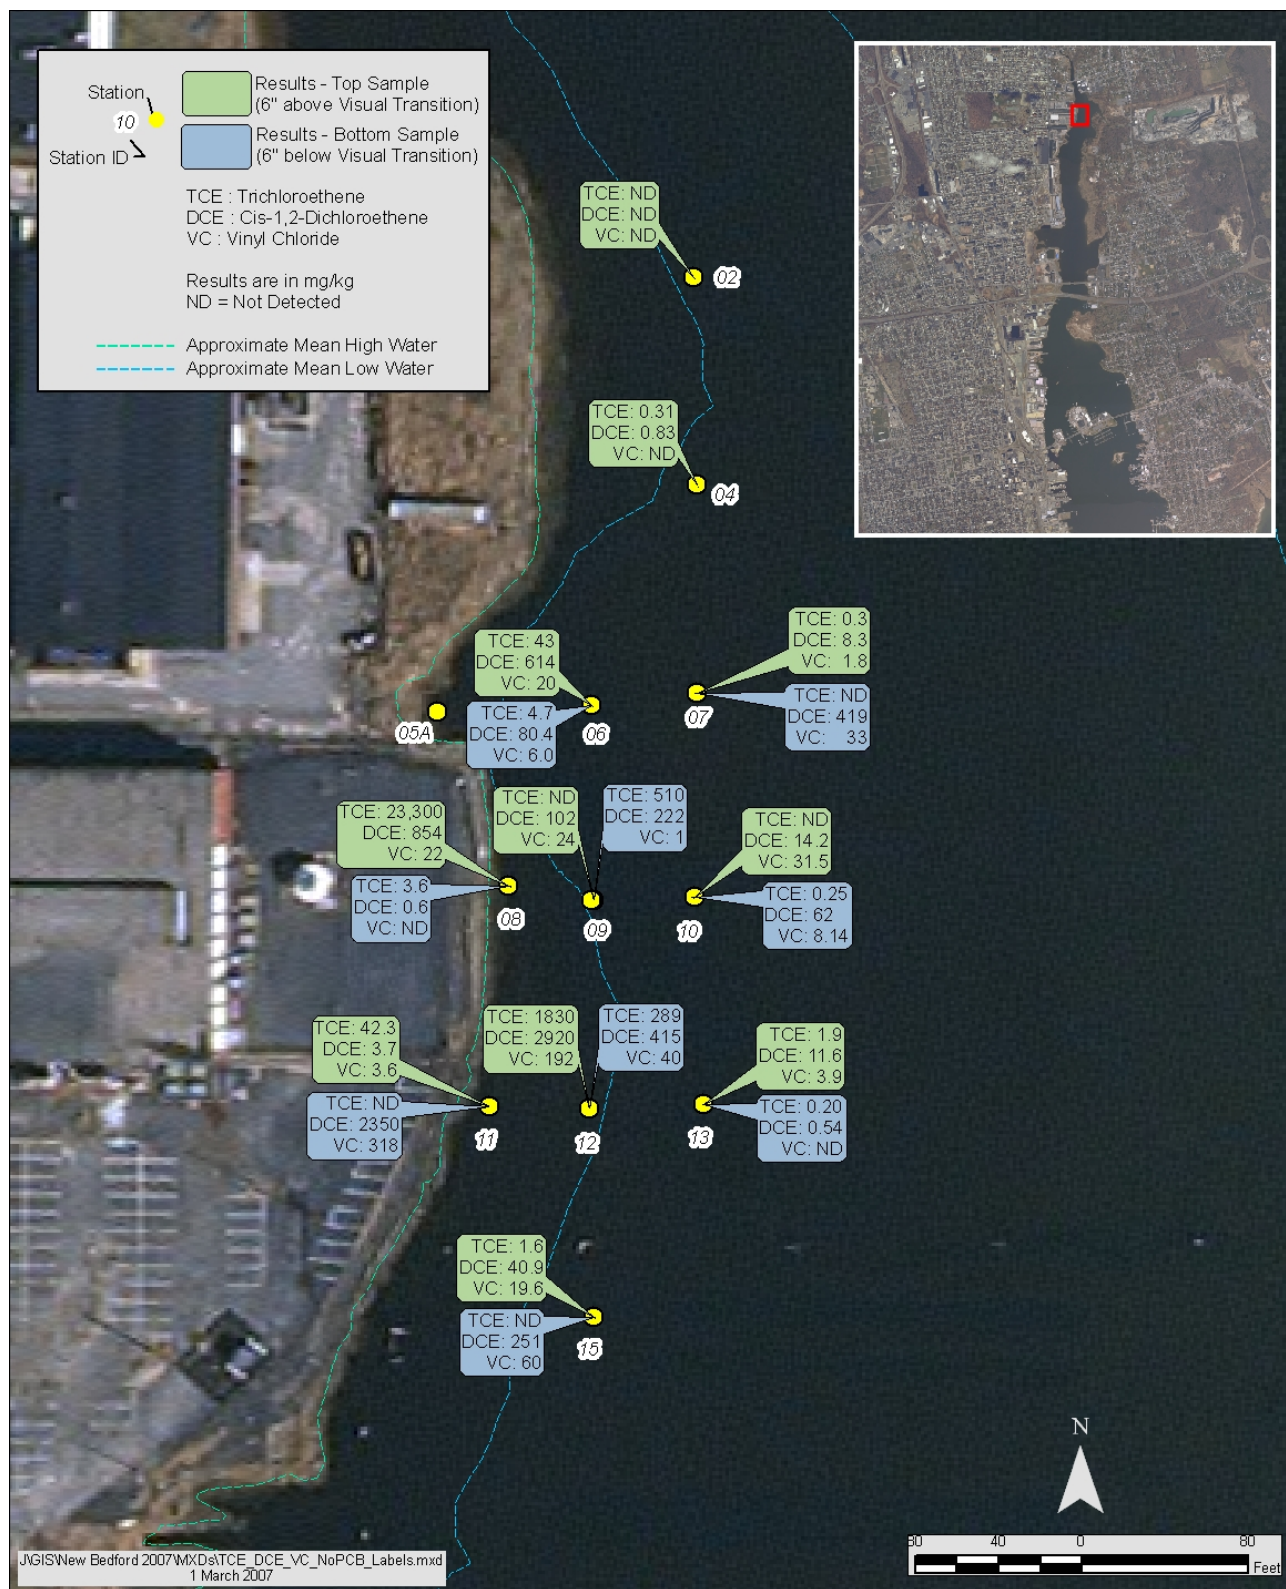 Station
10
Station ID
Results - Top Sample
(6" above Visual Transition)
Results - Bottom Sample
(6" below Visual Transition)
TCE : Trichloroethene
DCE : Cis-1,2-Dichloroethene
VC : Vinyl Chloride
Results are in mg/kg
ND = Not Detected
Approximate Mean High Water
Approximate Mean Low Water
TCE: ND
DCE: ND
VC: ND
02
TCE: 0.31
DCE: 0.83
VC: ND
04
05A
TCE: 43
DCE: 614
VC: 20
TCE: 4.7
DCE: 80.4
VC: 6.0
06
TCE: 0.3
DCE: 8.3
VC: 1.8
TCE: ND
DCE: 419
VC: 33
07
TCE: 23,300
DCE: 854
VC: 22
TCE: 3.6
DCE: 0.6
VC: ND
08
TCE: ND
DCE: 102
VC: 24
TCE: 510
DCE: 222
VC: 1
09
TCE: ND
DCE: 14.2
VC: 31.5
TCE: 0.25
DCE: 62
VC: 8.14
10
TCE: 42.3
DCE: 3.7
VC: 3.6
TCE: ND
DCE: 2350
VC: 318
11
TCE: 1830
DCE: 2920
VC: 192
TCE: 289
DCE: 415
VC: 40
12
TCE: 1.9
DCE: 11.6
VC: 3.9
TCE: 0.20
DCE: 0.54
VC: ND
13
TCE: 1.6
DCE: 40.9
VC: 19.6
TCE: ND
DCE: 251
VC: 60
15
N
80 40 0 80
Feet
J:\GIS\New Bedford 2007\MXDs\TCE_DCE_VC_NoPCB_Labels.mxd
1 March 2007